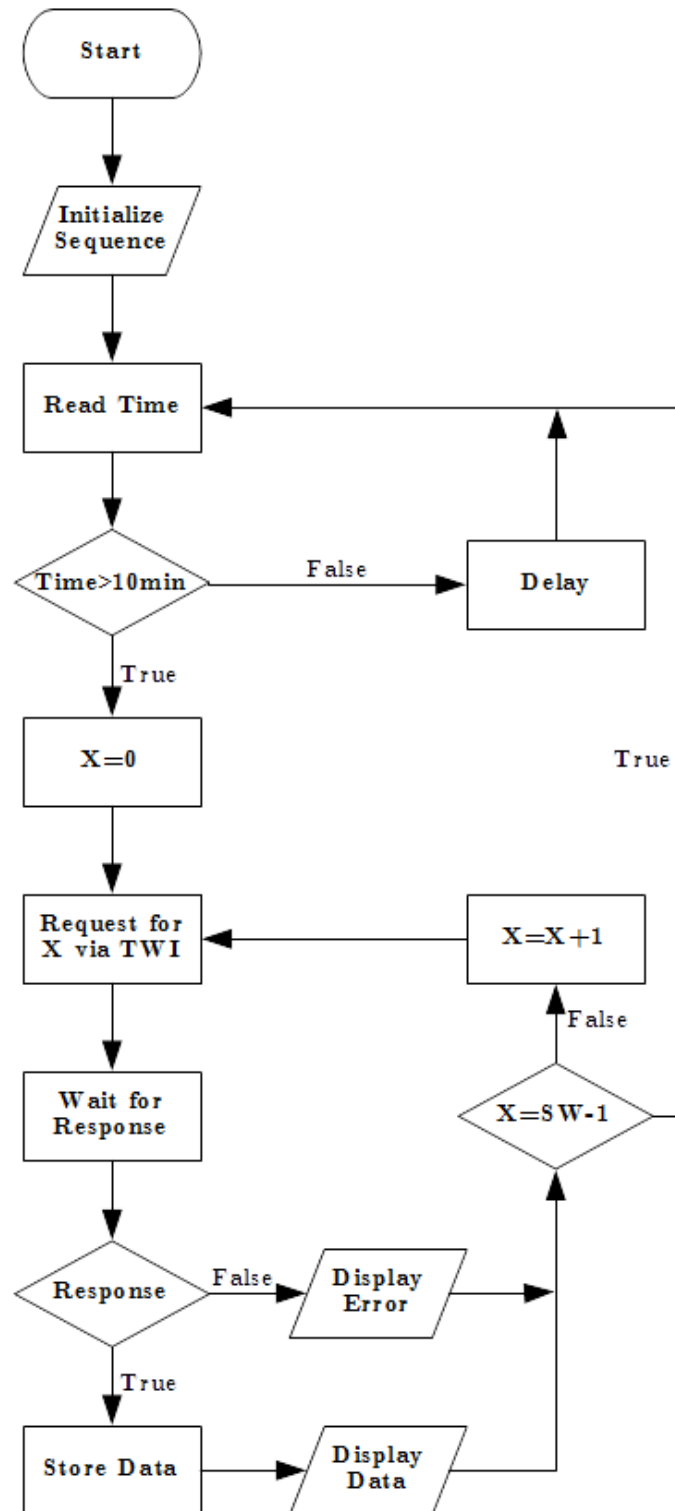 Start
Initialize
Sequence
Read Time
Time>10min
False
Delay
True
X=0
True
Request for
X via TWI
X=X+1
False
Wait for
Response
X=SW-1
Response
False
Display
Error
True
Store Data
Display
Data